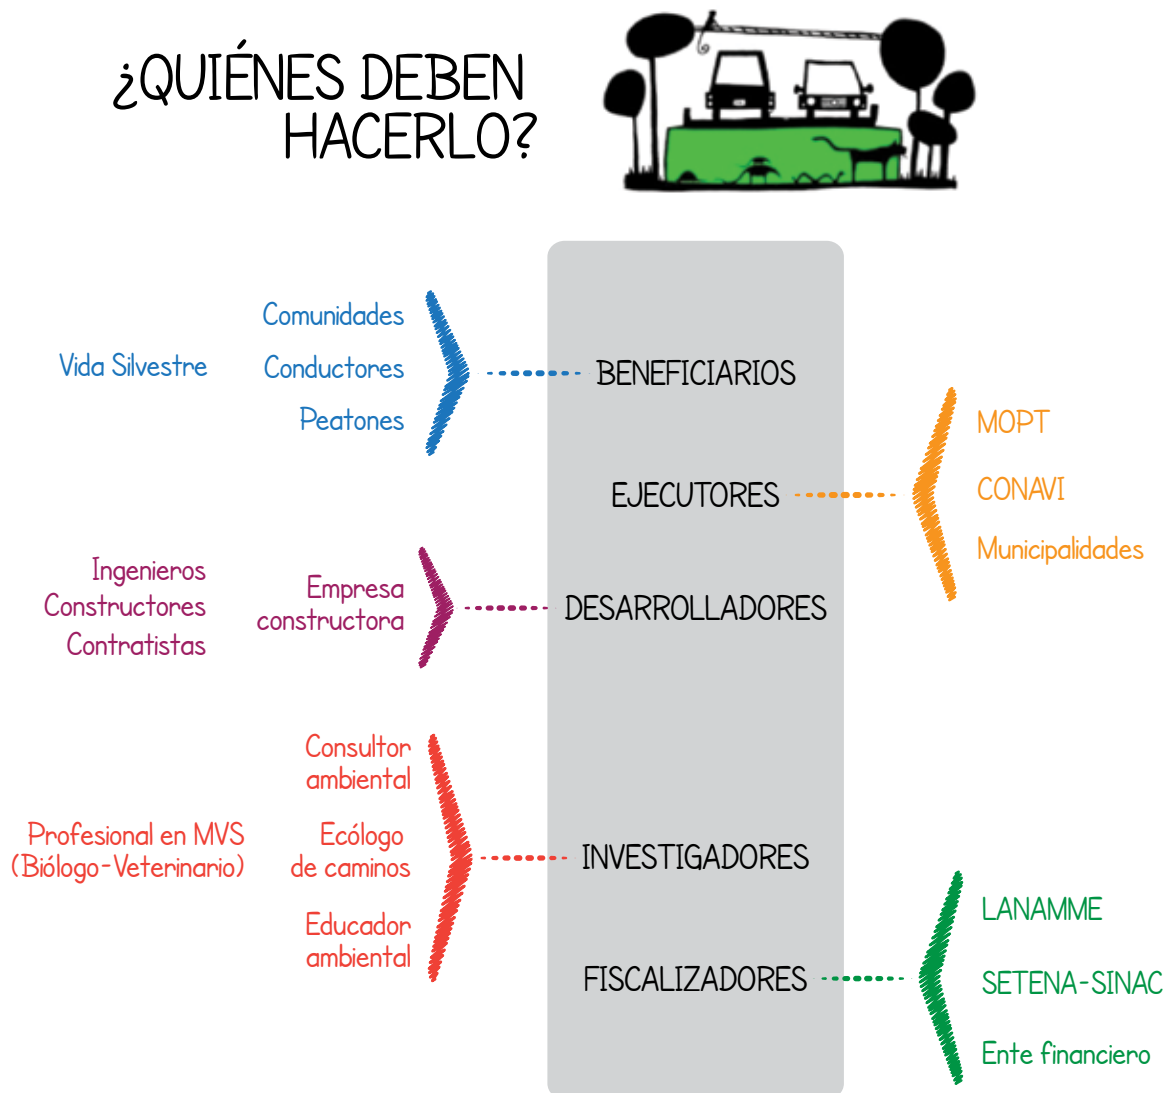 ¿QUIÉNES DEBEN
HACERLO?
Vida Silvestre
Comunidades
Conductores
Peatones
BENEFICIARIOS
EJECUTORES
MOPT
CONAVI
Municipalidades
Ingenieros
Constructores
Contratistas
Empresa
constructora
DESARROLLADORES
Profesional en MVS
(Biólogo-Veterinario)
Consultor
ambiental
Ecólogo
de caminos
Educador
ambiental
INVESTIGADORES
FISCALIZADORES
LANAMME
SETENA-SINAC
Ente financiero